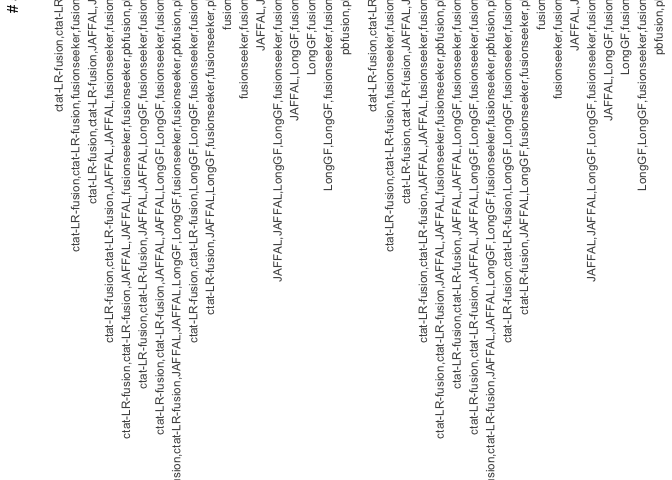 #
ctat-LR-fusion,ctat-LR
ctat-LR-fusion,ctat-LR-fusion,fusionseeker,fusion
ctat-LR-fusion,ctat-LR-fusion,JAFFAL,J
ctat-LR-fusion,ctat-LR-fusion,JAFFAL,JAFFAL,fusionseeker,fusion
ctat-LR-fusion,ctat-LR-fusion,JAFFAL,JAFFAL,fusionseeker,fusionseeker,pbfusion,p
ctat-LR-fusion,ctat-LR-fusion,JAFFAL,JAFFAL,LongGF,fusionseeker,fusion
ctat-LR-fusion,ctat-LR-fusion,JAFFAL,JAFFAL,LongGF,LongGF,fusionseeker,fusion
usion,ctat-LR-fusion,JAFFAL,JAFFAL,LongGF,LongGF,fusionseeker,fusionseeker,pbfusion,p
ctat-LR-fusion,ctat-LR-fusion,LongGF,LongGF,fusionseeker,fusion
ctat-LR-fusion,JAFFAL,LongGF,fusionseeker,fusionseeker,p
fusion
fusionseeker,fusion
JAFFAL,J
JAFFAL,JAFFAL,LongGF,LongGF,fusionseeker,fusion
JAFFAL,LongGF,fusion
LongGF,fusion
LongGF,LongGF,fusionseeker,fusion
pbfusion,p
ctat-LR-fusion,ctat-LR
ctat-LR-fusion,ctat-LR-fusion,fusionseeker,fusion
ctat-LR-fusion,ctat-LR-fusion,JAFFAL,J
ctat-LR-fusion,ctat-LR-fusion,JAFFAL,JAFFAL,fusionseeker,fusion
ctat-LR-fusion,ctat-LR-fusion,JAFFAL,JAFFAL,fusionseeker,fusionseeker,pbfusion,p
ctat-LR-fusion,ctat-LR-fusion,JAFFAL,JAFFAL,LongGF,fusionseeker,fusion
ctat-LR-fusion,ctat-LR-fusion,JAFFAL,JAFFAL,LongGF,LongGF,fusionseeker,fusion
usion,ctat-LR-fusion,JAFFAL,JAFFAL,LongGF,LongGF,fusionseeker,fusionseeker,pbfusion,p
ctat-LR-fusion,ctat-LR-fusion,LongGF,LongGF,fusionseeker,fusion
ctat-LR-fusion,JAFFAL,LongGF,fusionseeker,fusionseeker,p
fusion
fusionseeker,fusion
JAFFAL,J
JAFFAL,JAFFAL,LongGF,LongGF,fusionseeker,fusion
JAFFAL,LongGF,fusion
LongGF,fusion
LongGF,LongGF,fusionseeker,fusion
pbfusion,p